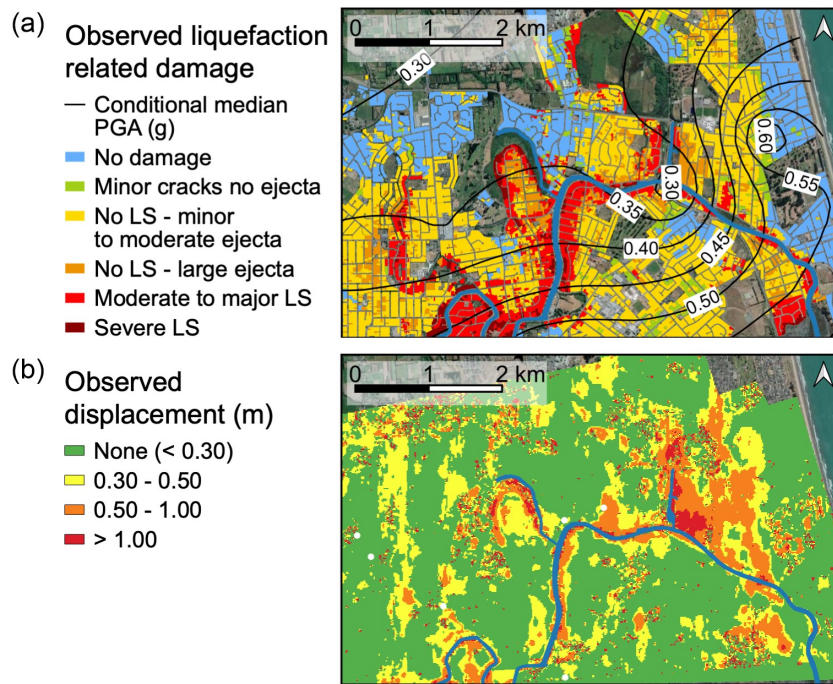 (a)
Observed liquefaction
related damage
Conditional median
PGA (g)
No damage
Minor cracks no ejecta
No LS - minor
to moderate ejecta
No LS - large ejecta
Moderate to major LS
Severe LS
0 1 2 km
0.30
0.60
0.55
0.30
0.35
0.40
0.45
0.50
(b)
Observed
displacement (m)
None (< 0.30)
0.30 - 0.50
0.50 - 1.00
> 1.00
0 1 2 km